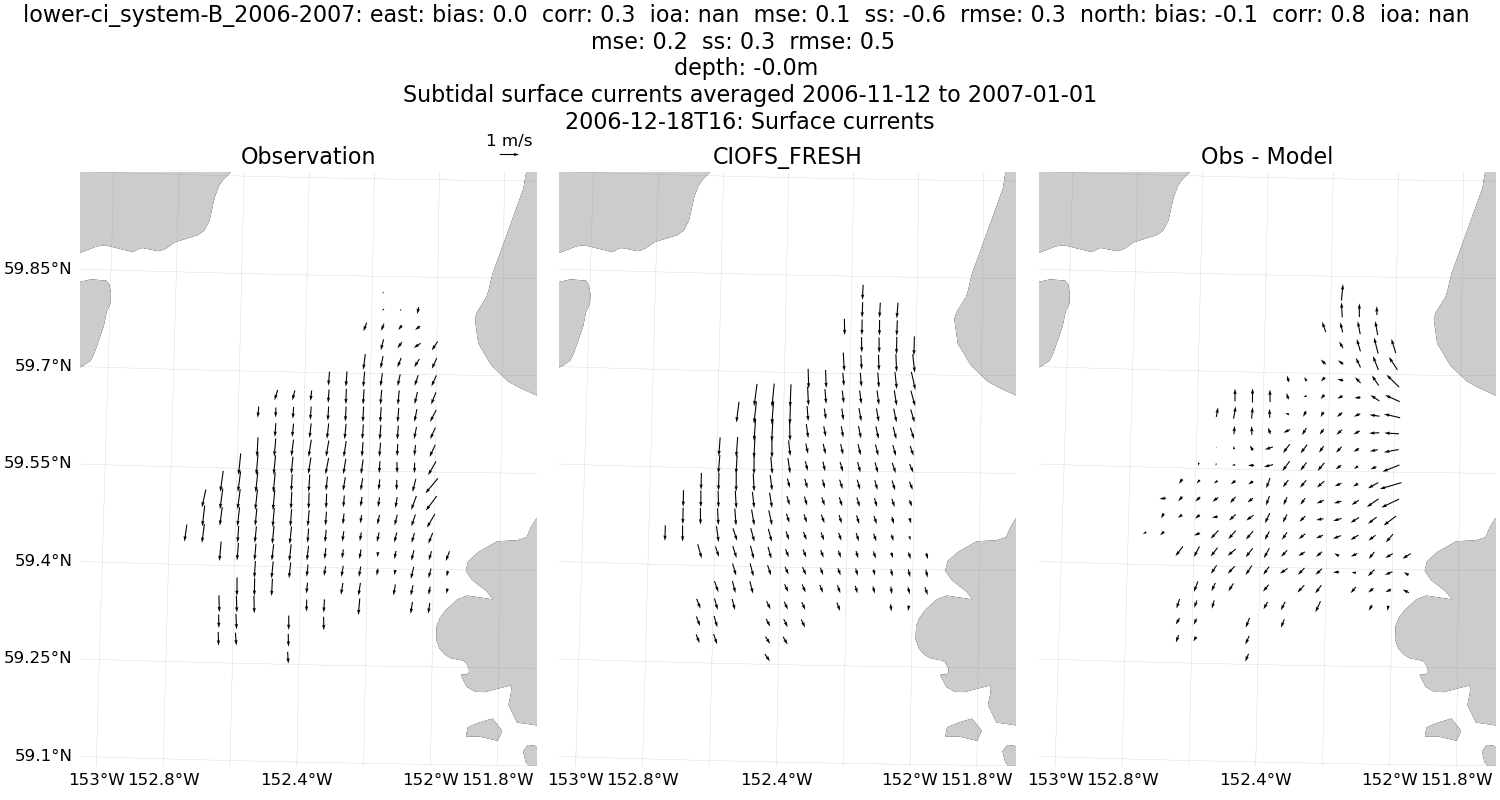 lower-ci_system-B_2006-2007: east: bias: 0.0  corr: 0.3  ioa: nan  mse: 0.1  ss: -0.6  rmse: 0.3  north: bias: -0.1  corr: 0.8  ioa: nan
mse: 0.2  ss: 0.3  rmse: 0.5
depth: -0.0m
Subtidal surface currents averaged 2006-11-12 to 2007-01-01
2006-12-18T16: Surface currents
1 m/s
Observation
CIOFS_FRESH
Obs - Model
59.85°N
59.7°N
59.55°N
59.4°N
59.25°N
59.1°N
153°W 152.8°W 152.4°W 152°W 151.8°W
153°W 152.8°W 152.4°W 152°W 151.8°W
153°W 152.8°W 152.4°W 152°W 151.8°W